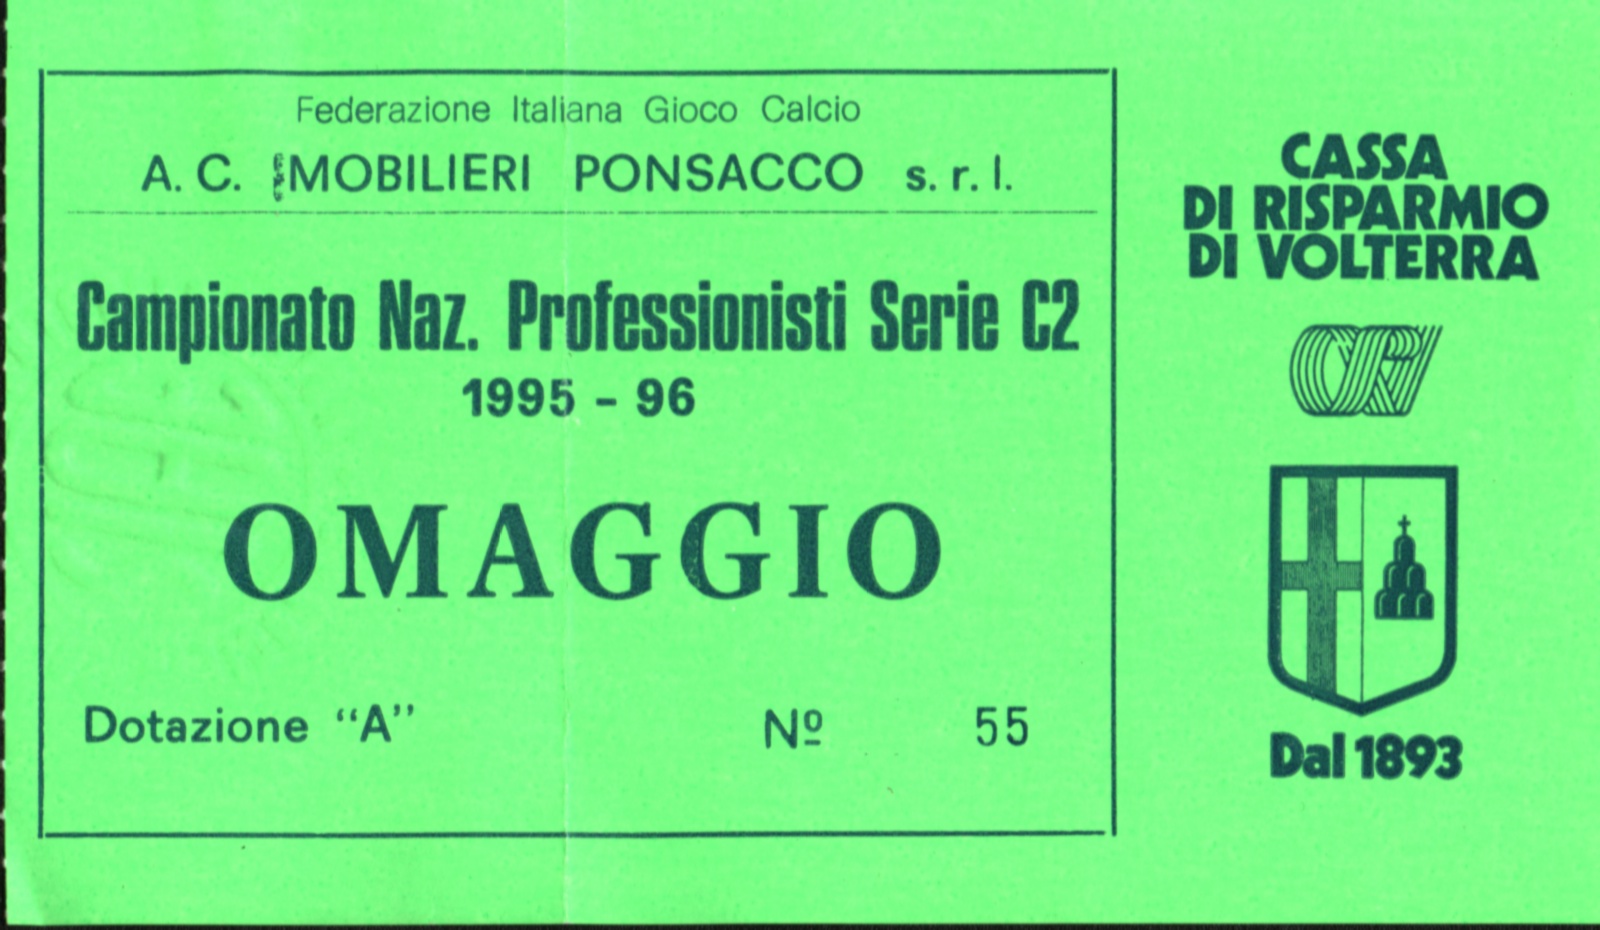 Federazione Italiana Gioco Calcio
A. C. MOBILIERI PONSACCO s. r. l.
Campionato Naz. Professionisti Serie C2
1995 - 96
OMAGGIO
Dotazione “A” Nº 55
CASSA
DI RISPARMIO
DI VOLTERRA
Dal 1893